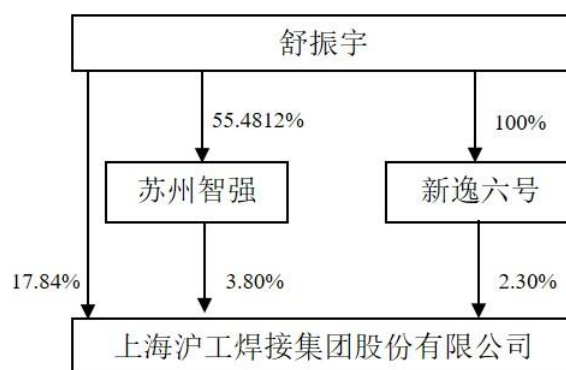 舒振宇
55.4812%
100%
苏州智强
新逸六号
17.84%
3.80%
2.30%
上海沪工焊接集团股份有限公司